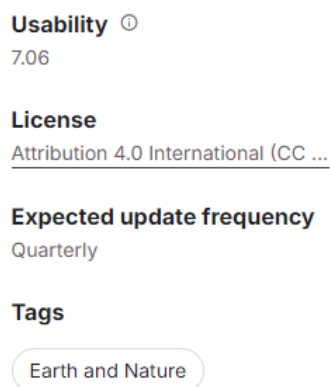 Usability
7.06
License
Attribution 4.0 International (CC ...
Expected update frequency
Quarterly
Tags
Earth and Nature